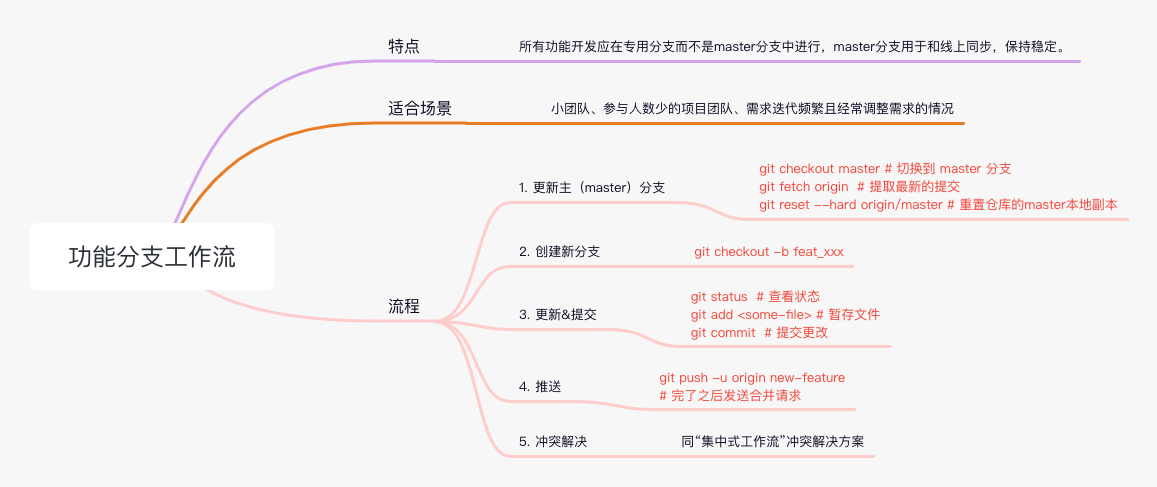 功能分支工作流
特点
所有功能开发应在专用分支而不是master分支中进行，master分支用于和线上同步，保持稳定。
适合场景
小团队、参与人数少的项目团队、需求迭代频繁且经常调整需求的情况
流程
1. 更新主（master）分支
git checkout master # 切换到 master 分支
git fetch origin  # 提取最新的提交
git reset --hard origin/master # 重置仓库的master本地副本
2. 创建新分支
git checkout -b feat_xxx
3. 更新&提交
git status  # 查看状态
git add <some-file> # 暂存文件
git commit  # 提交更改
4. 推送
git push -u origin new-feature
# 完了之后发送合并请求
5. 冲突解决
同“集中式工作流”冲突解决方案